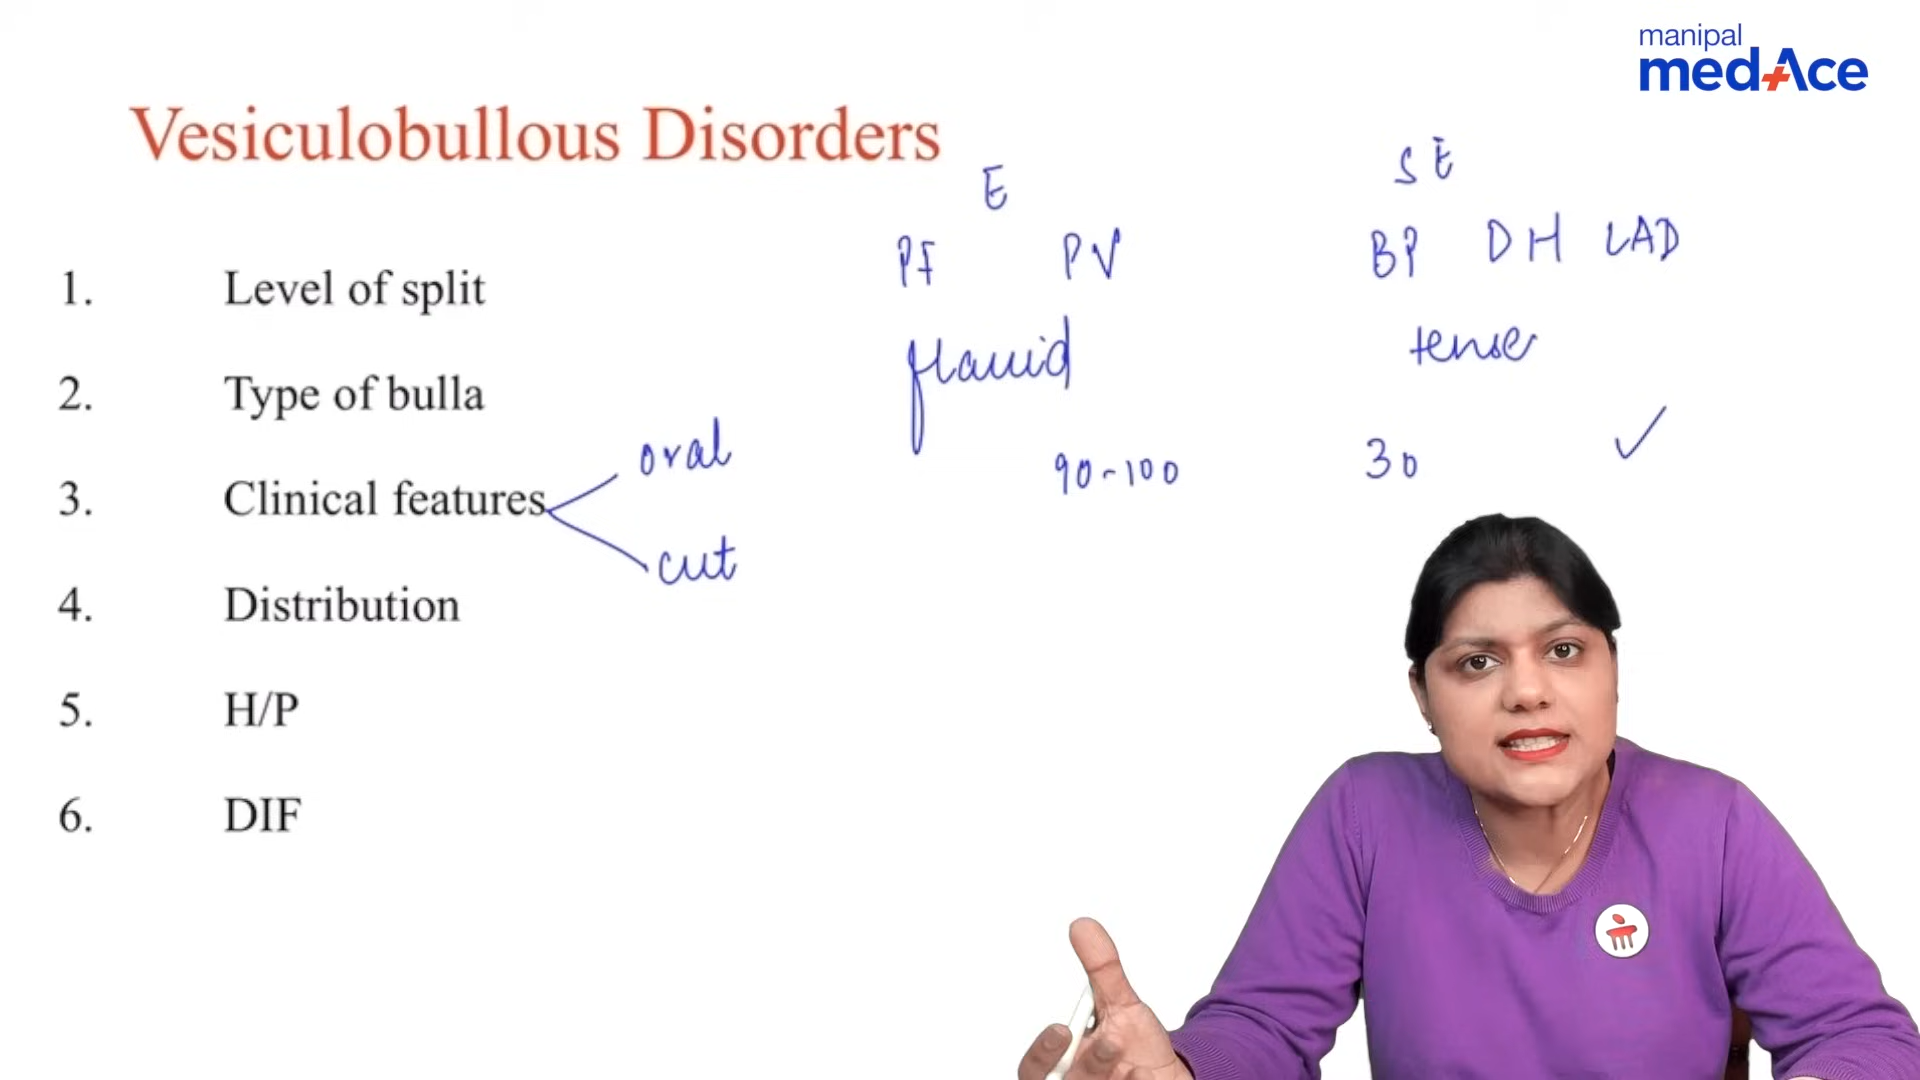 manipal
medAce
Vesiculobullous Disorders
E
SE
PF PV
BP DH LAD
1. Level of split
flaccid
tense
2. Type of bulla
oral
90-100
30 ✓
3. Clinical features
cut
4. Distribution
5. H/P
6. DIF